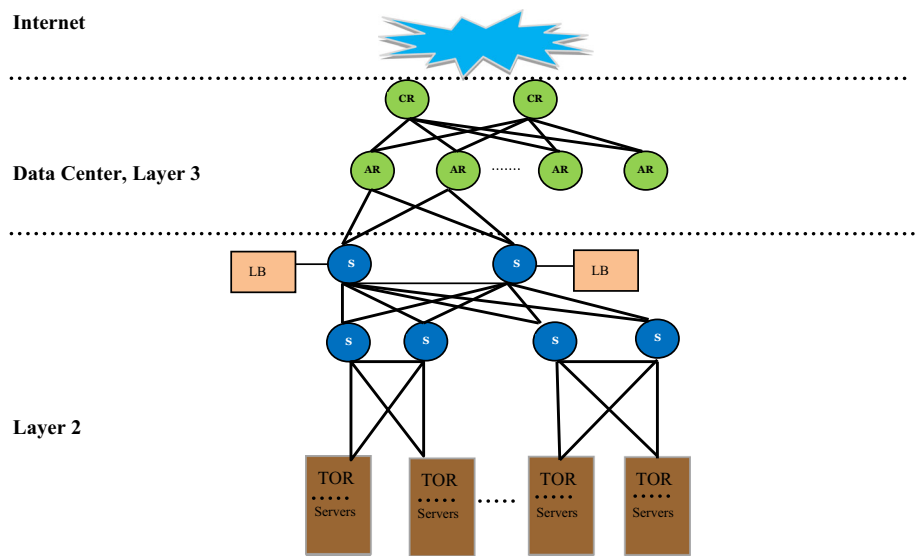 Internet
CR CR
Data Center, Layer 3
AR AR ....... AR AR
LB S S LB
S S S S
Layer 2
TOR TOR TOR TOR
..... ..... ..... ..... .....
Servers Servers Servers Servers